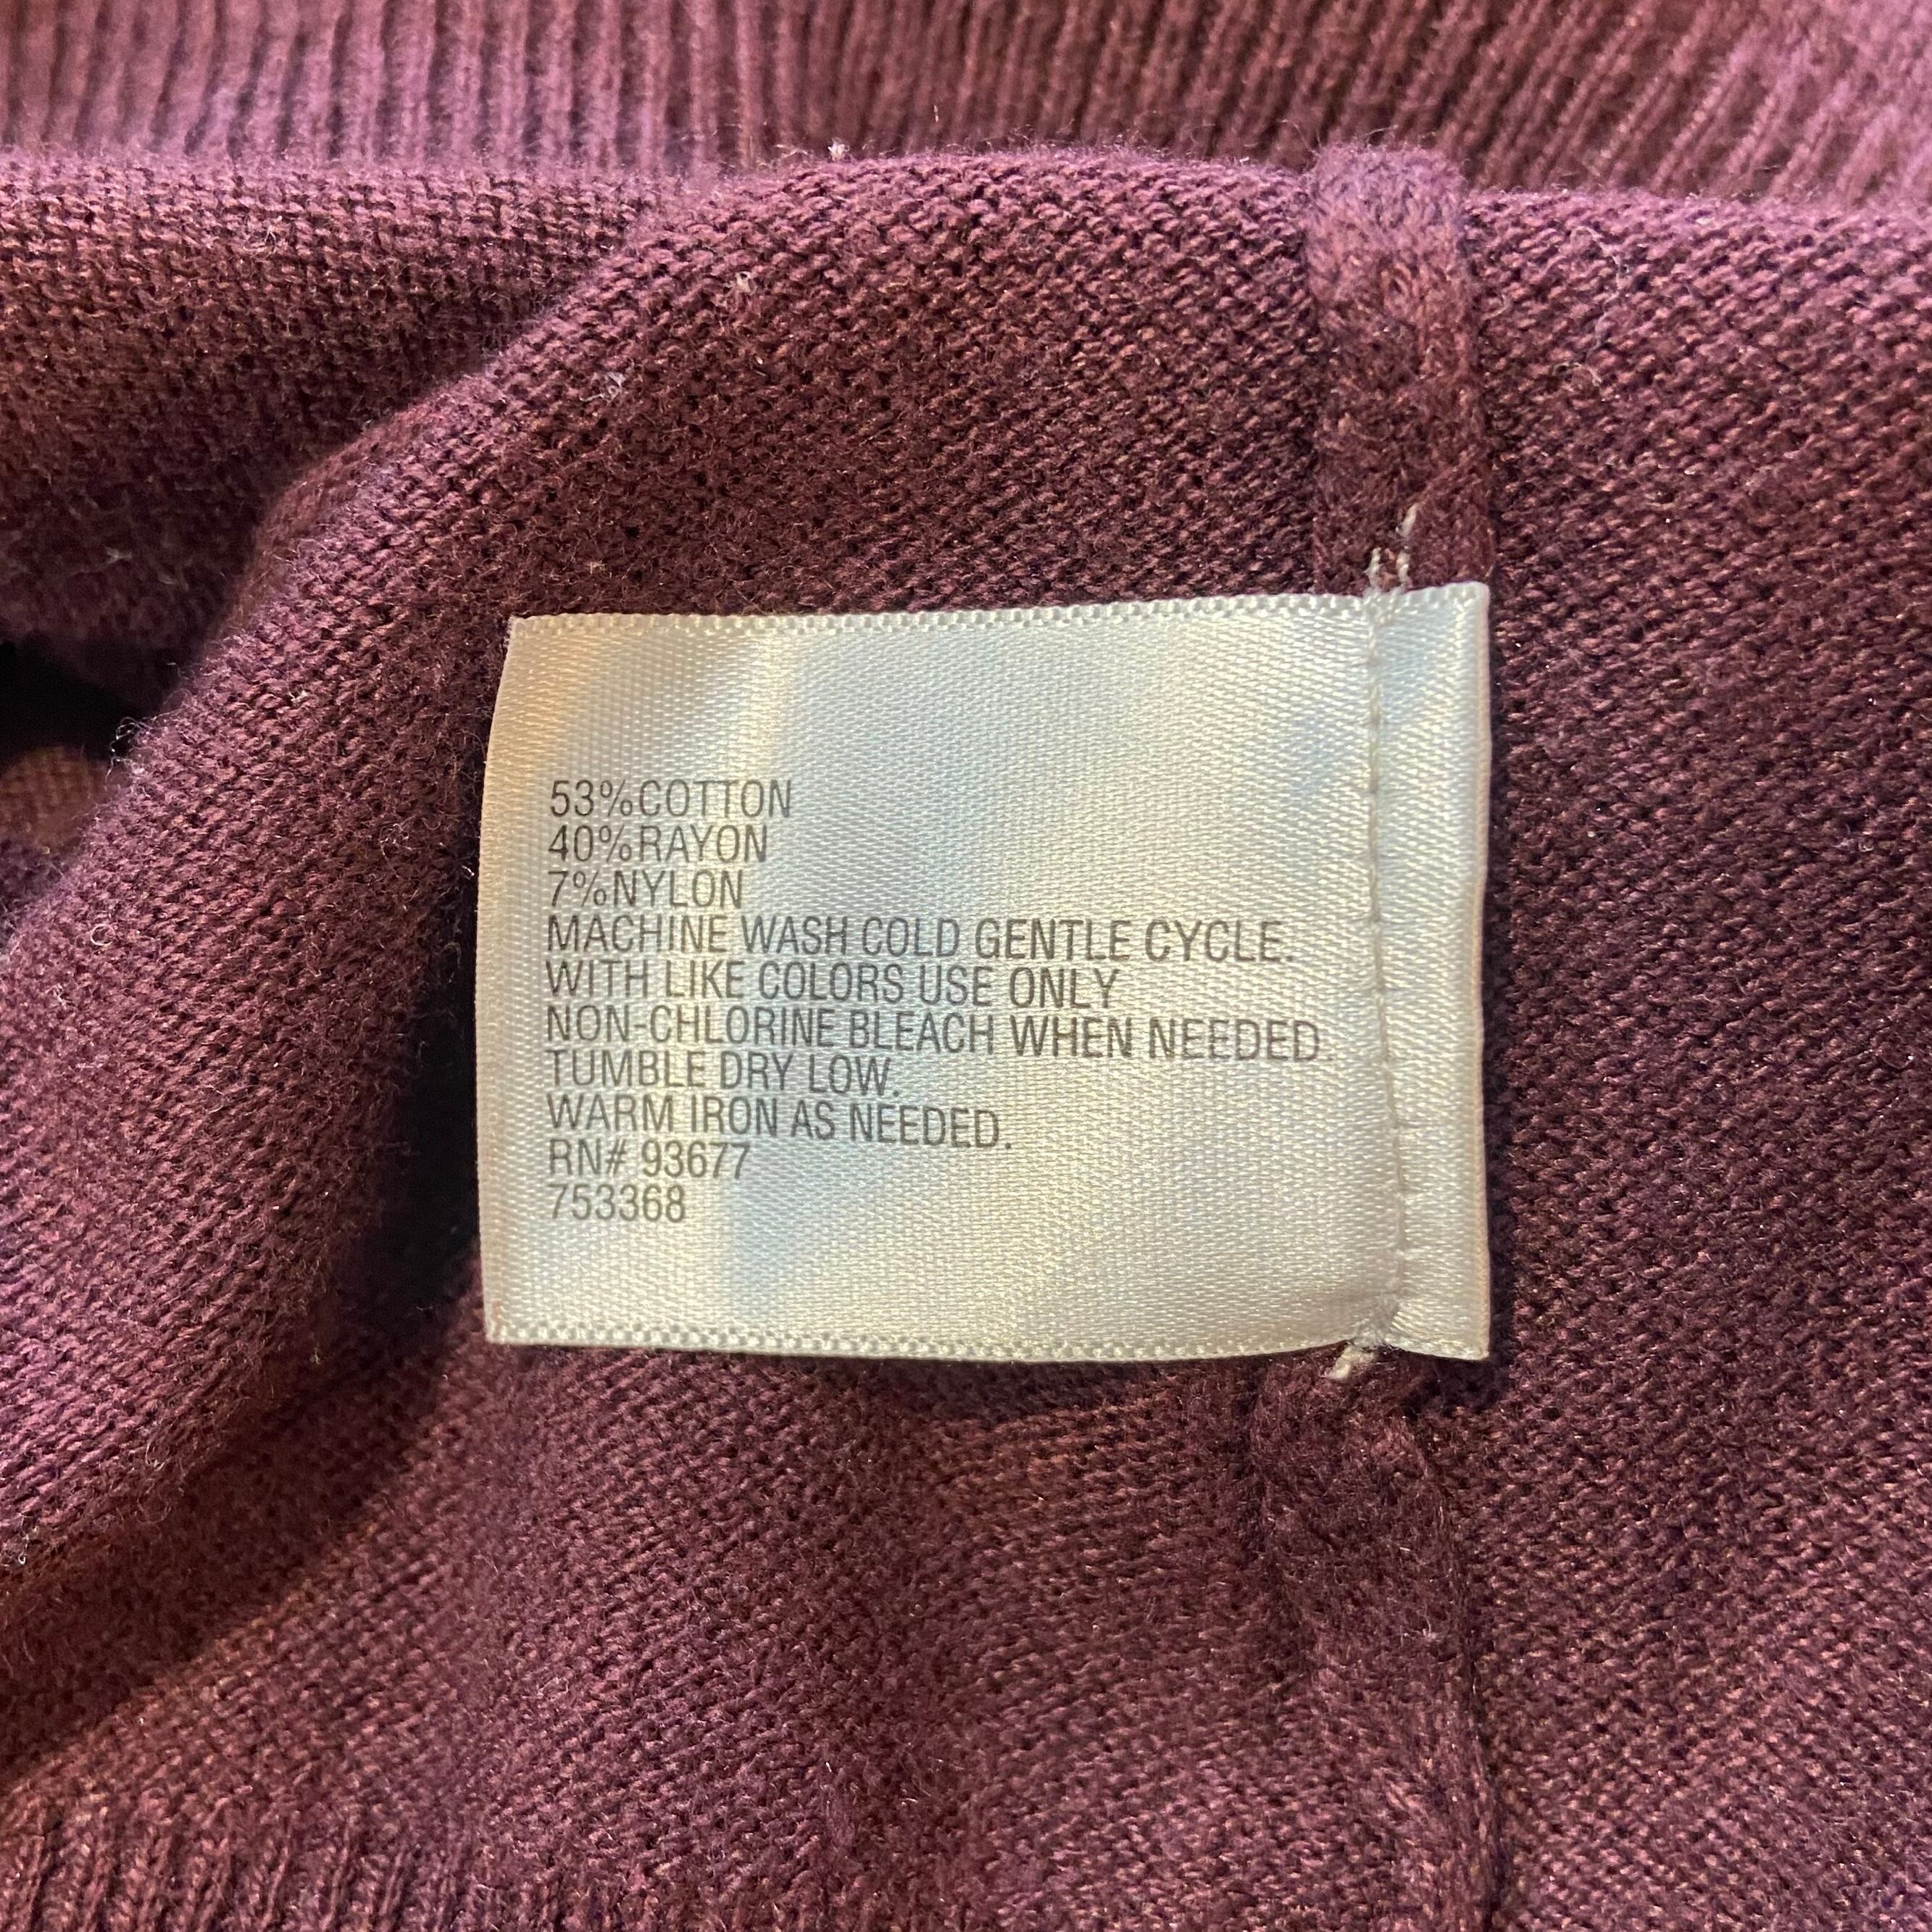 53%COTTON
40%RAYON
7%NYLON
MACHINE WASH COLD GENTLE CYCLE.
WITH LIKE COLORS USE ONLY
NON-CHLORINE BLEACH WHEN NEEDED.
TUMBLE DRY LOW.
WARM IRON AS NEEDED.
RN# 93677
753368